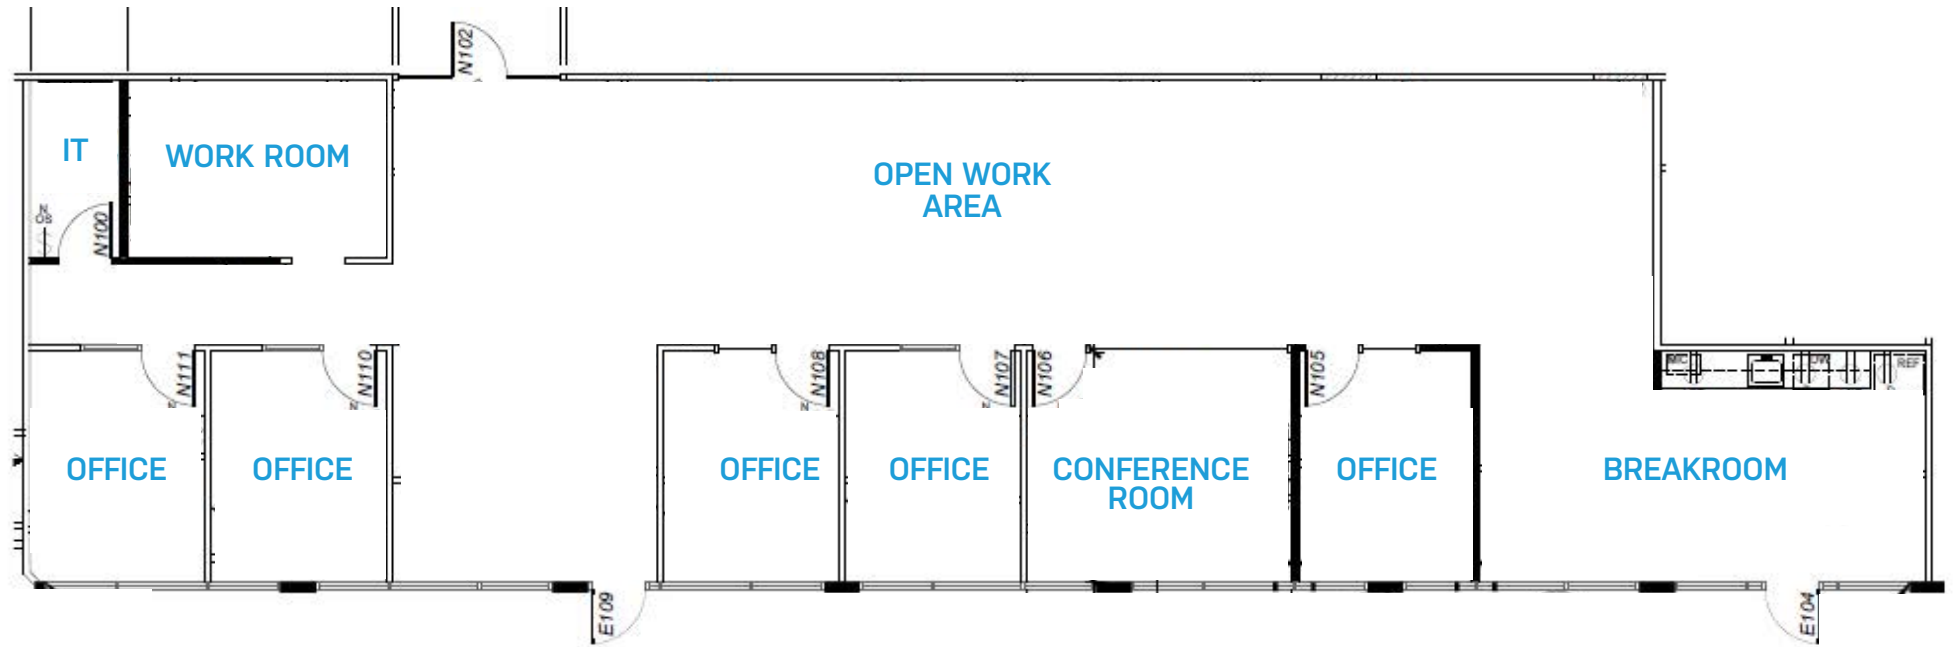 N102
IT
WORK ROOM
OPEN WORK
AREA
N100
N111
N110
N108
N107
N106
N105
REF
OFFICE
OFFICE
OFFICE
OFFICE
CONFERENCE
ROOM
OFFICE
BREAKROOM
E109
E104